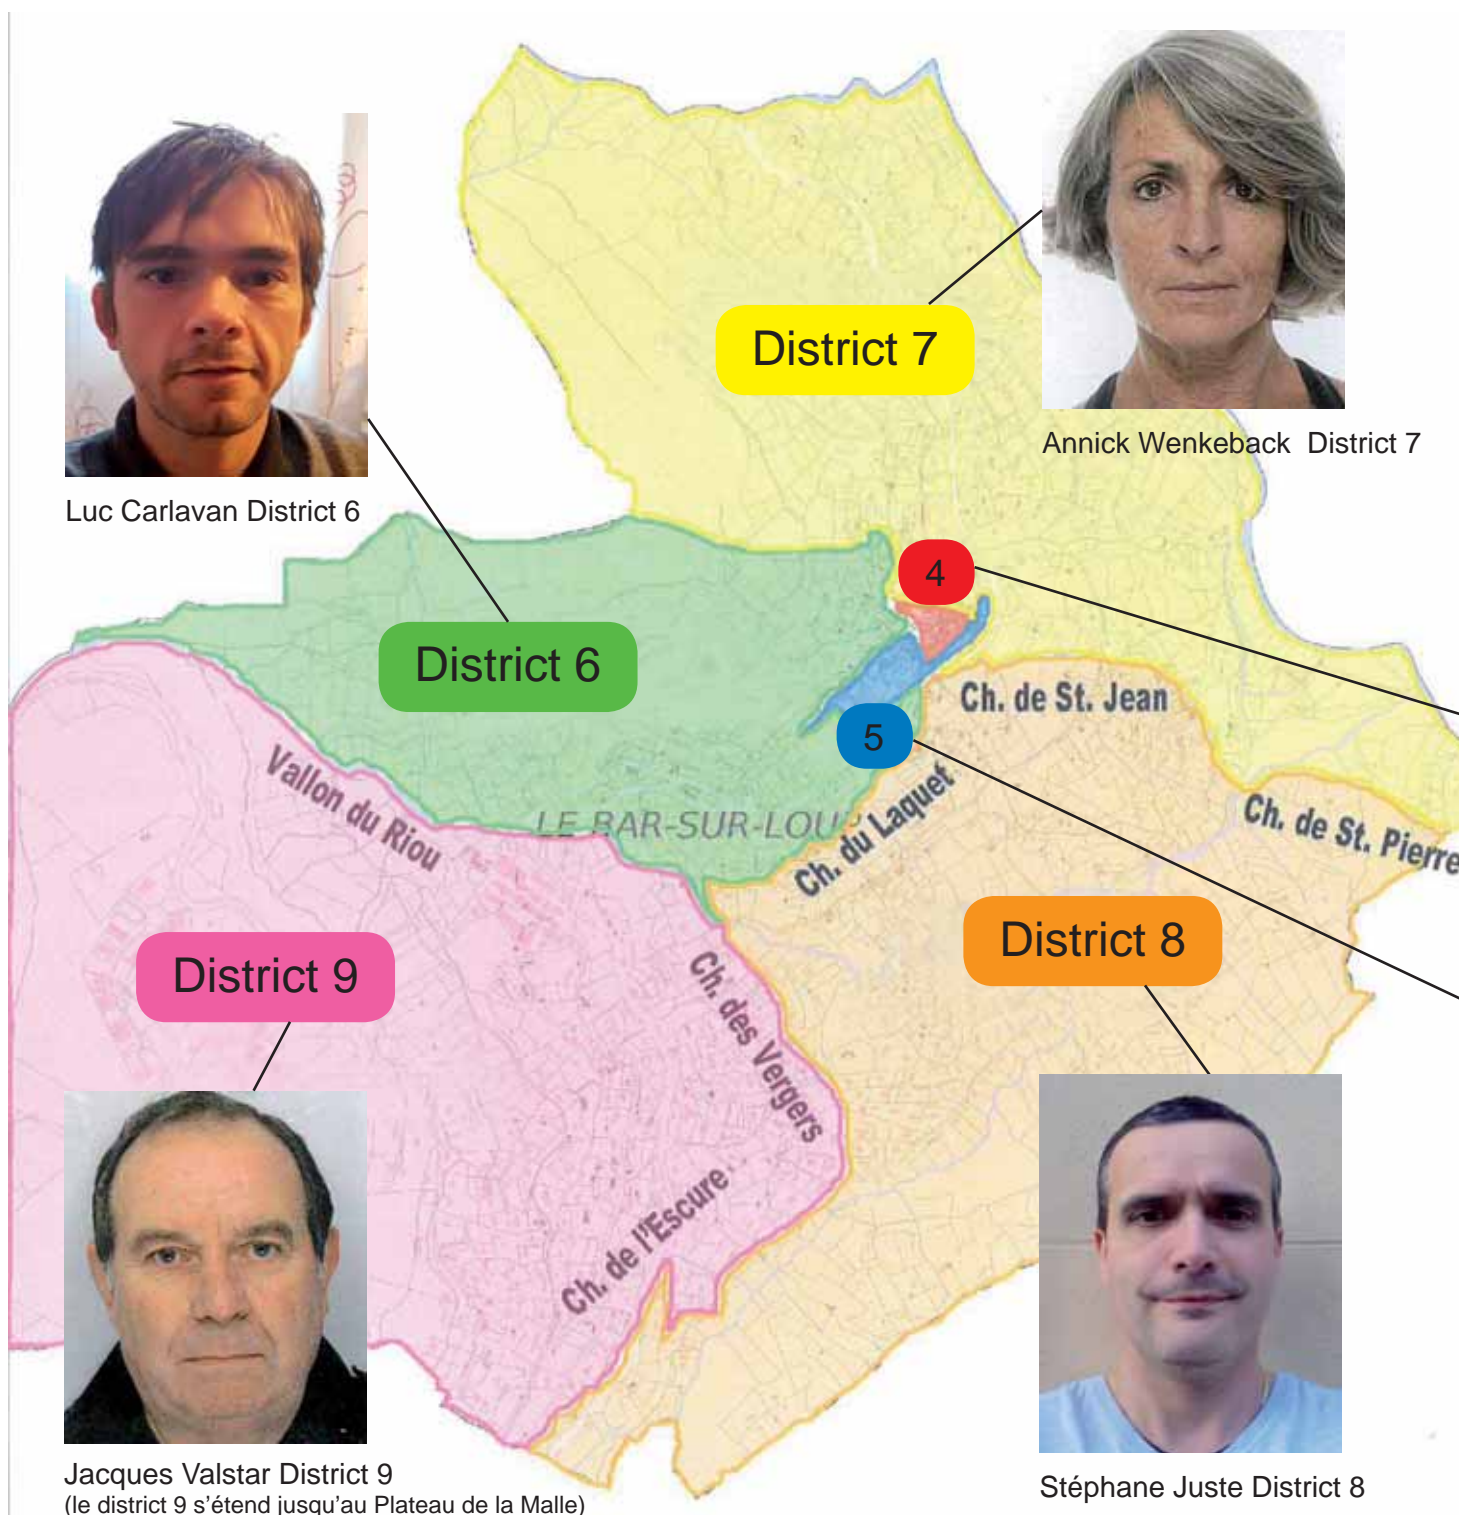 District 7
Annick Wenkeback District 7
Luc Carlavan District 6
4
District 6
Ch. de St. Jean
5
Vallon du Riou
LE BAR-SUR-LOUP
Ch. du Laquet
Ch. de St. Pierre
District 8
District 9
Ch. des Vergers
Ch. de l'Escure
Jacques Valstar District 9
(le district 9 s’étend jusqu’au Plateau de la Malle)
Stéphane Juste District 8